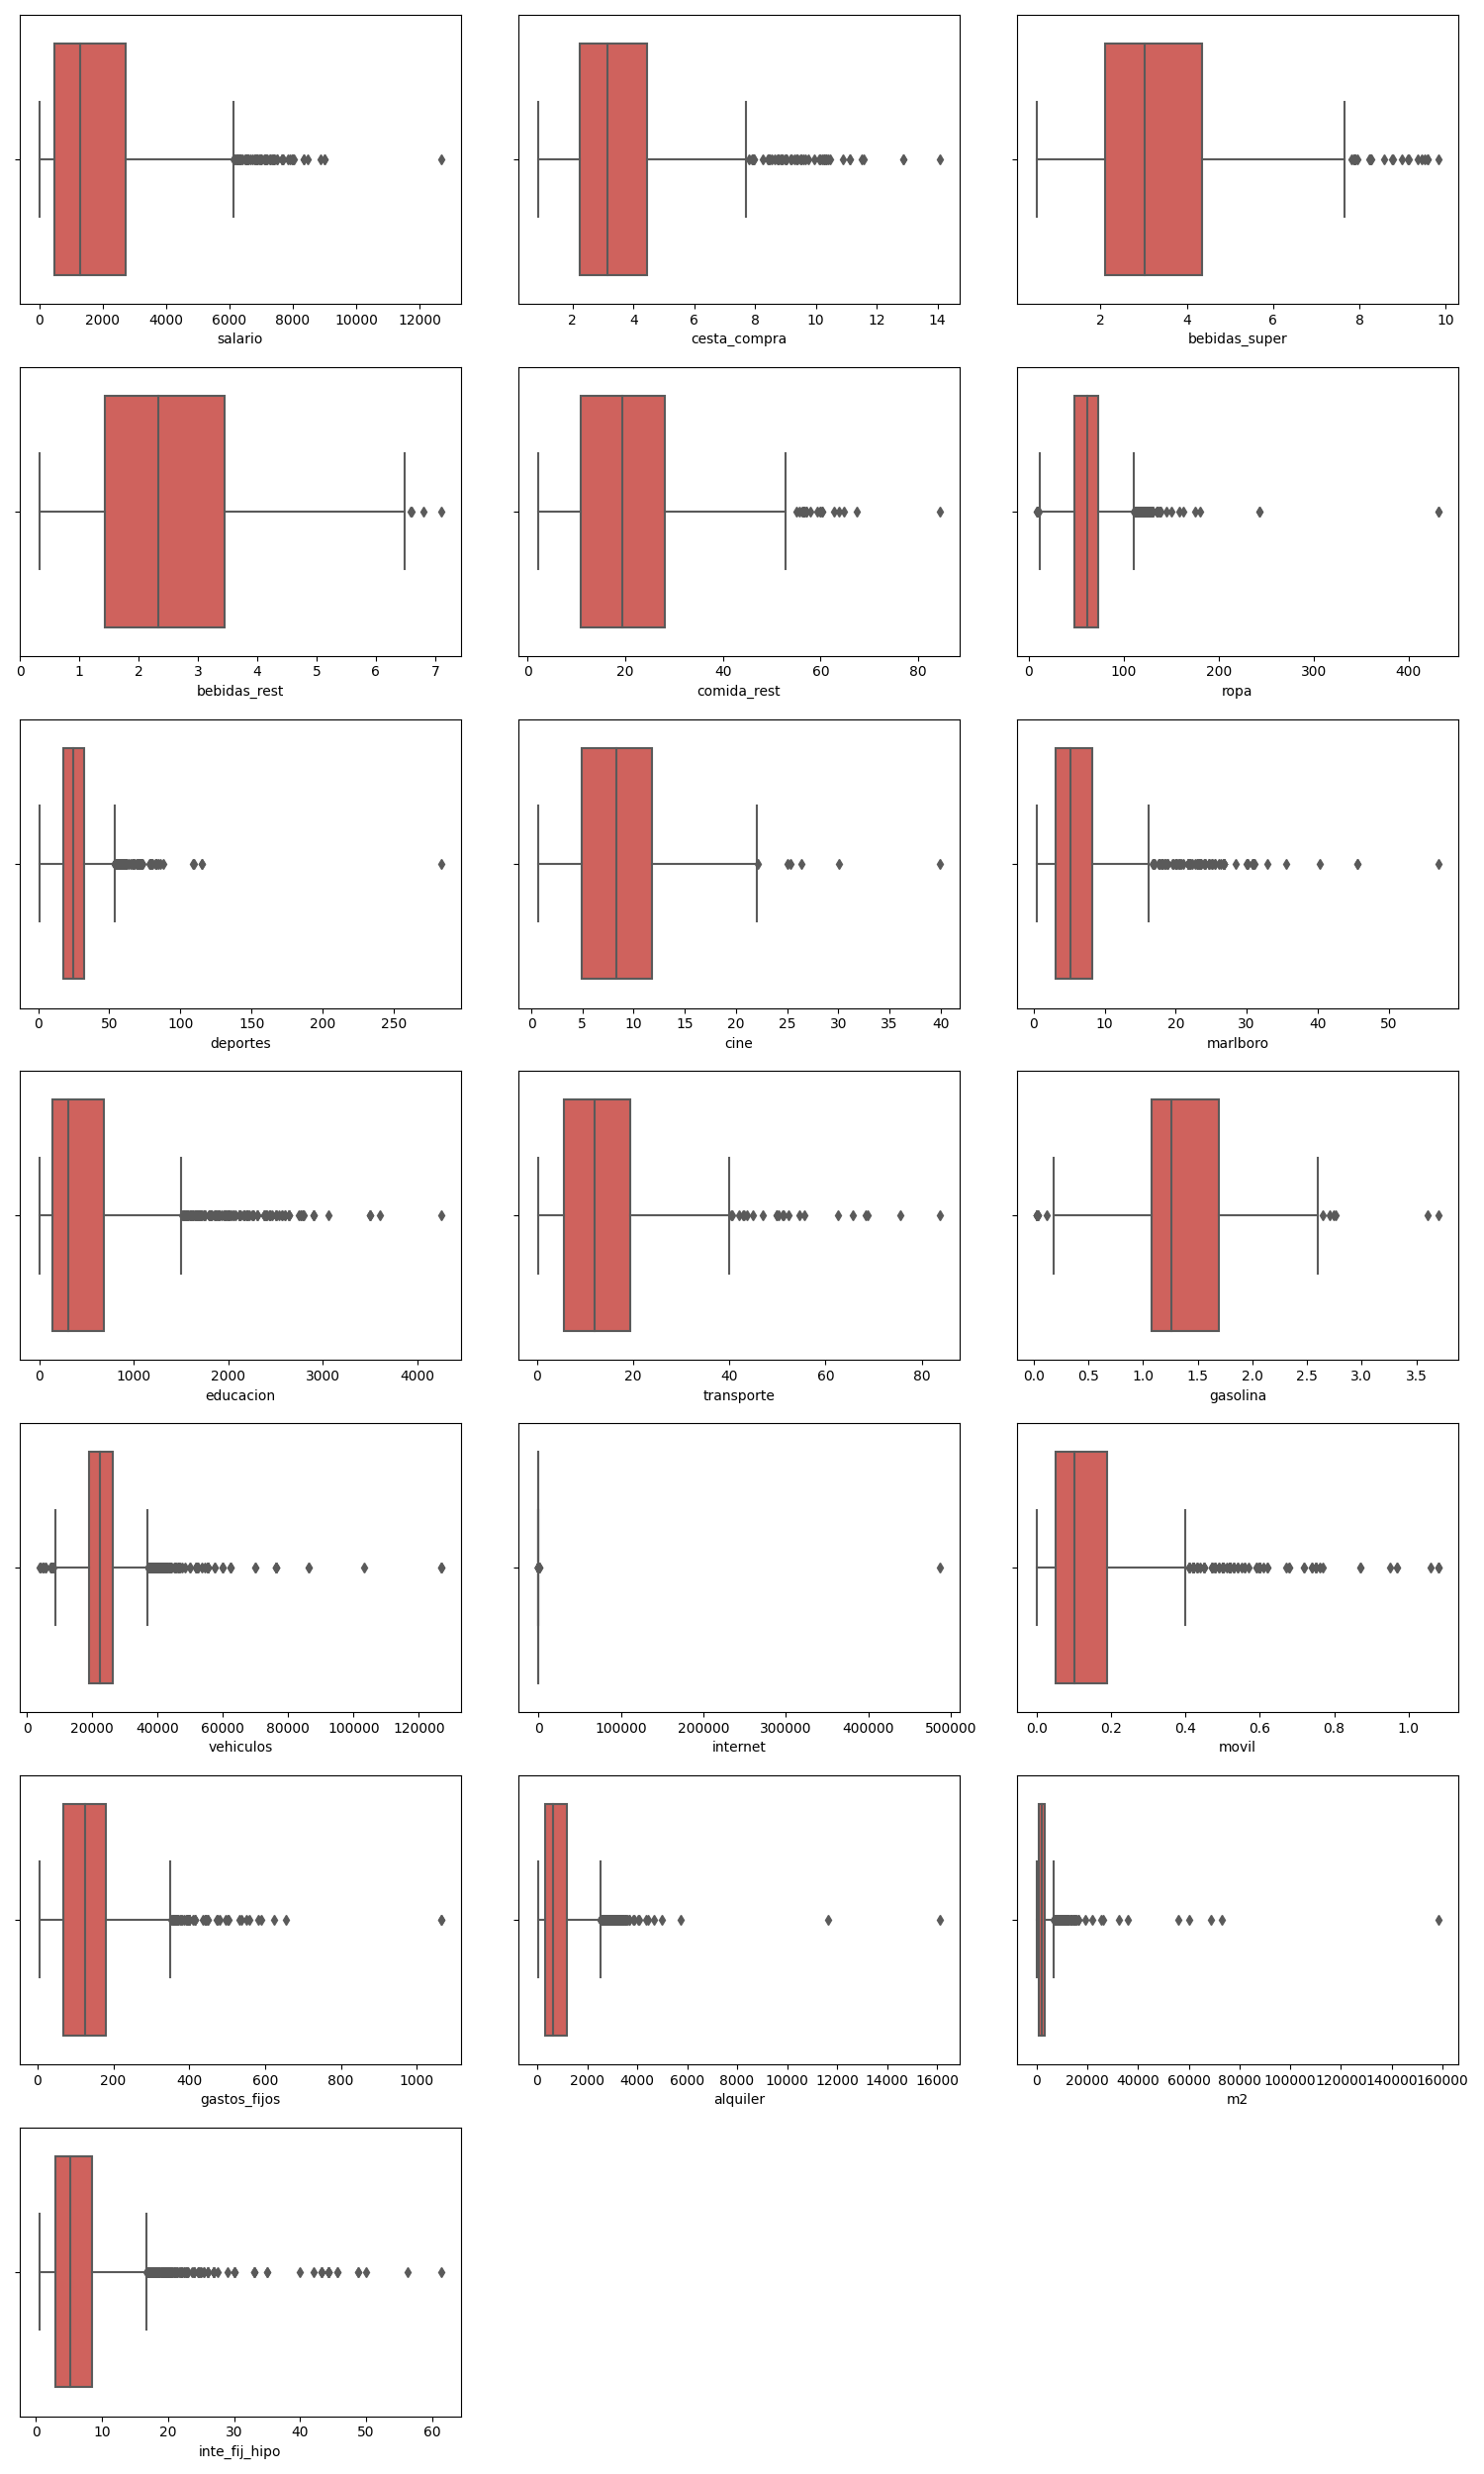 0 2000 4000 6000 8000 10000 12000
salario
2 4 6 8 10 12 14
cesta_compra
2 4 6 8 10
bebidas_super
0 1 2 3 4 5 6 7
bebidas_rest
0 20 40 60 80
comida_rest
0 100 200 300 400
ropa
0 50 100 150 200 250
deportes
0 5 10 15 20 25 30 35 40
cine
0 10 20 30 40 50
marlboro
0 1000 2000 3000 4000
educacion
0 20 40 60 80
transporte
0.0 0.5 1.0 1.5 2.0 2.5 3.0 3.5
gasolina
0 20000 40000 60000 80000 100000 120000
vehiculos
0 100000 200000 300000 400000 500000
internet
0.0 0.2 0.4 0.6 0.8 1.0
movil
0 200 400 600 800 1000
gastos_fijos
0 2000 4000 6000 8000 10000 12000 14000 16000
alquiler
0 20000 40000 60000 80000 100000 120000 140000 160000
m2
0 10 20 30 40 50 60
inte_fij_hipo